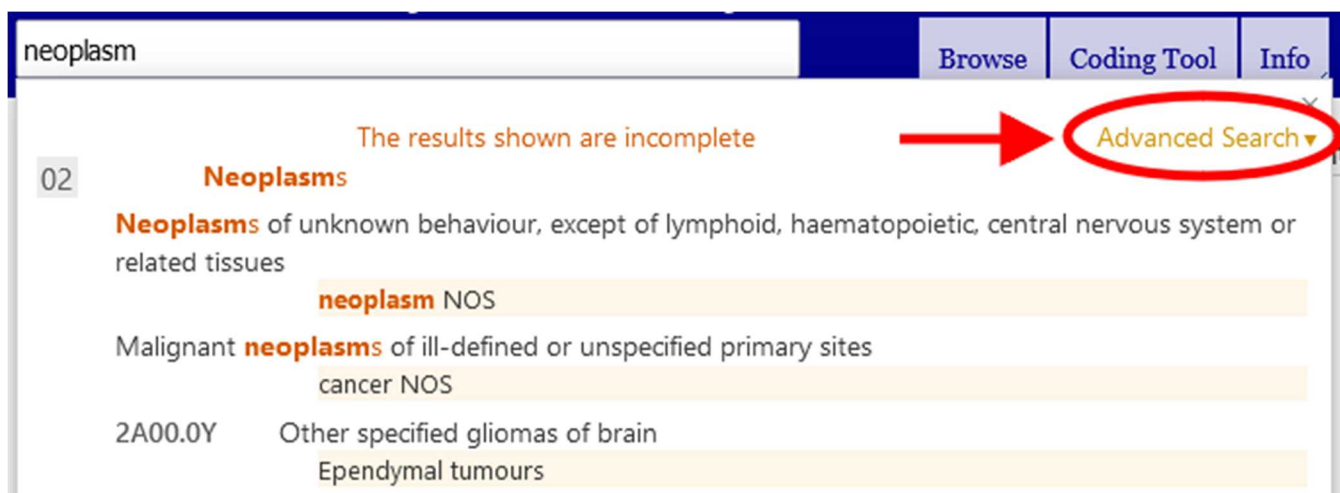 neoplasm
Browse Coding Tool Info
×
The results shown are incomplete
Advanced Search ▾
02 Neoplasms
Neoplasms of unknown behaviour, except of lymphoid, haematopoietic, central nervous system or
related tissues
neoplasm NOS
Malignant neoplasms of ill-defined or unspecified primary sites
cancer NOS
2A00.0Y Other specified gliomas of brain
Ependymal tumours